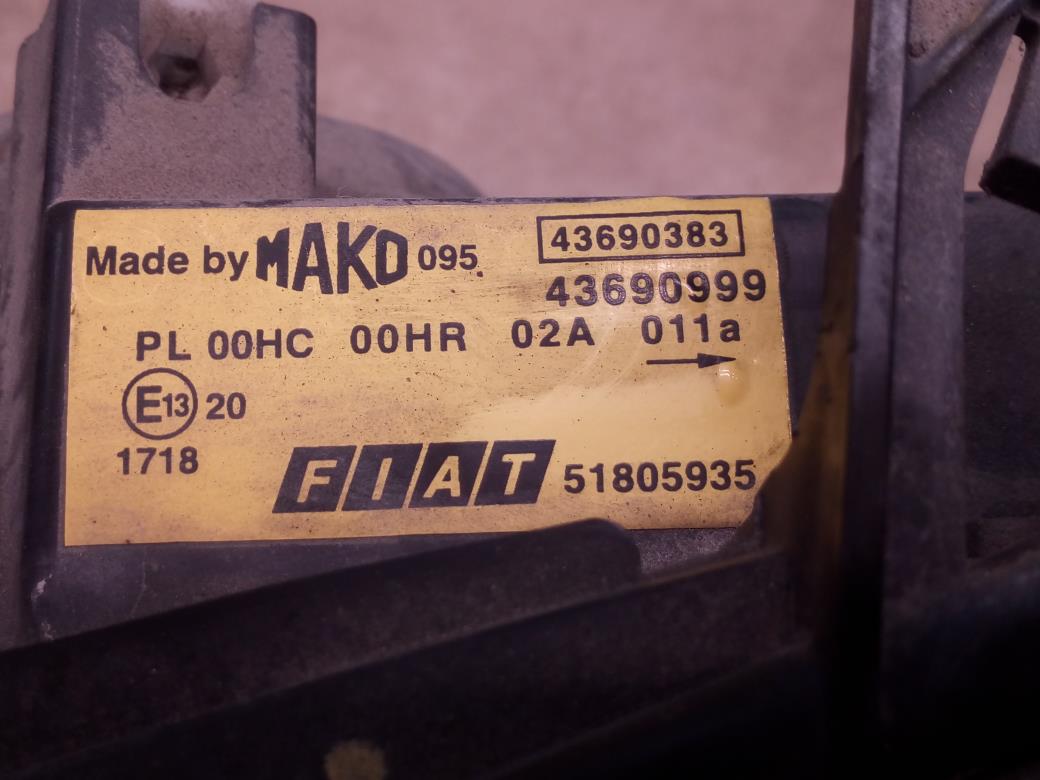 Made by MAKO 095 43690383
43690999
PL 00HC 00HR 02A 011a
E13 20
1718
FIAT 51805935